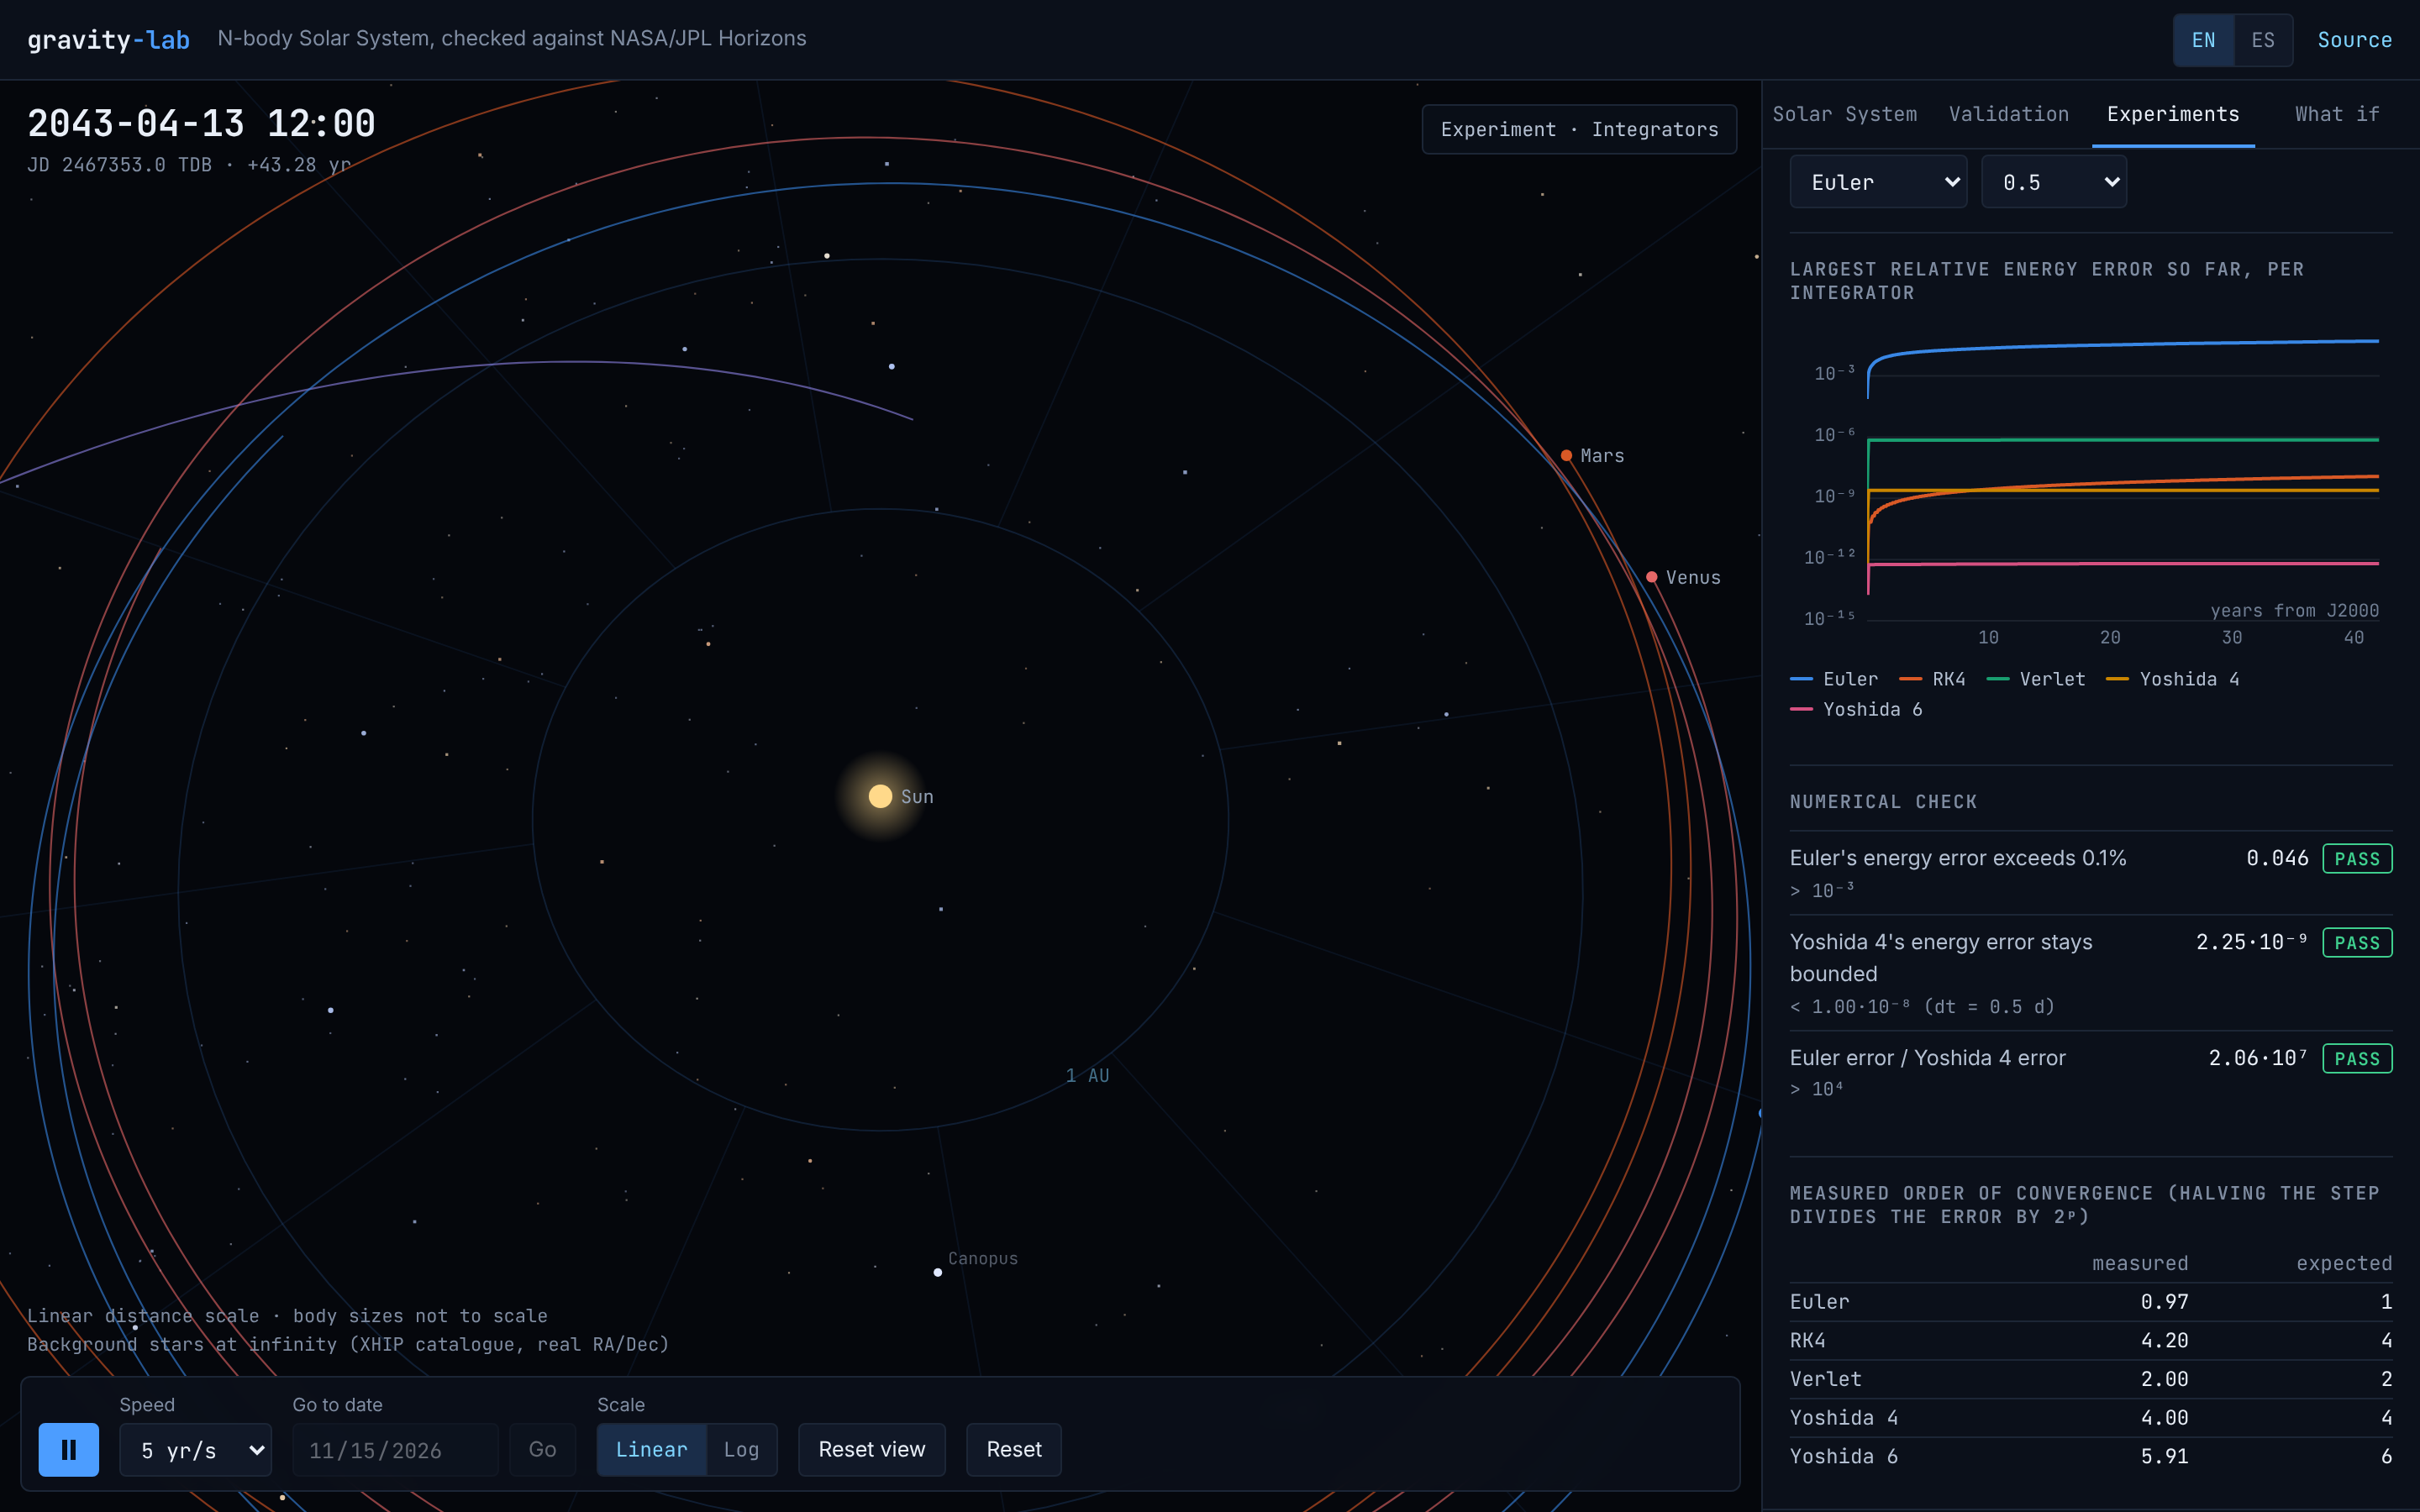 gravity-lab N-body Solar System, checked against NASA/JPL Horizons EN ES Source
2043-04-13 12:00
JD 2467353.0 TDB · +43.28 yr
Experiment · Integrators
Mars
Venus
Sun
1 AU
Canopus
Linear distance scale · body sizes not to scale
Background stars at infinity (XHIP catalogue, real RA/Dec)
Speed Go to date Scale
5 yr/s 11/15/2026 Go Linear Log Reset view Reset
Solar System Validation Experiments What if
Euler 0.5
LARGEST RELATIVE ENERGY ERROR SO FAR, PER
INTEGRATOR
10⁻³
10⁻⁶
10⁻⁹
10⁻¹²
10⁻¹⁵
years from J2000
10 20 30 40
Euler RK4 Verlet Yoshida 4
Yoshida 6
NUMERICAL CHECK
Euler's energy error exceeds 0.1% 0.046 PASS
> 10⁻³
Yoshida 4's energy error stays 2.25·10⁻⁹ PASS
bounded
< 1.00·10⁻⁸ (dt = 0.5 d)
Euler error / Yoshida 4 error 2.06·10⁷ PASS
> 10⁴
MEASURED ORDER OF CONVERGENCE (HALVING THE STEP
DIVIDES THE ERROR BY 2ᵖ)
measured expected
Euler 0.97 1
RK4 4.20 4
Verlet 2.00 2
Yoshida 4 4.00 4
Yoshida 6 5.91 6